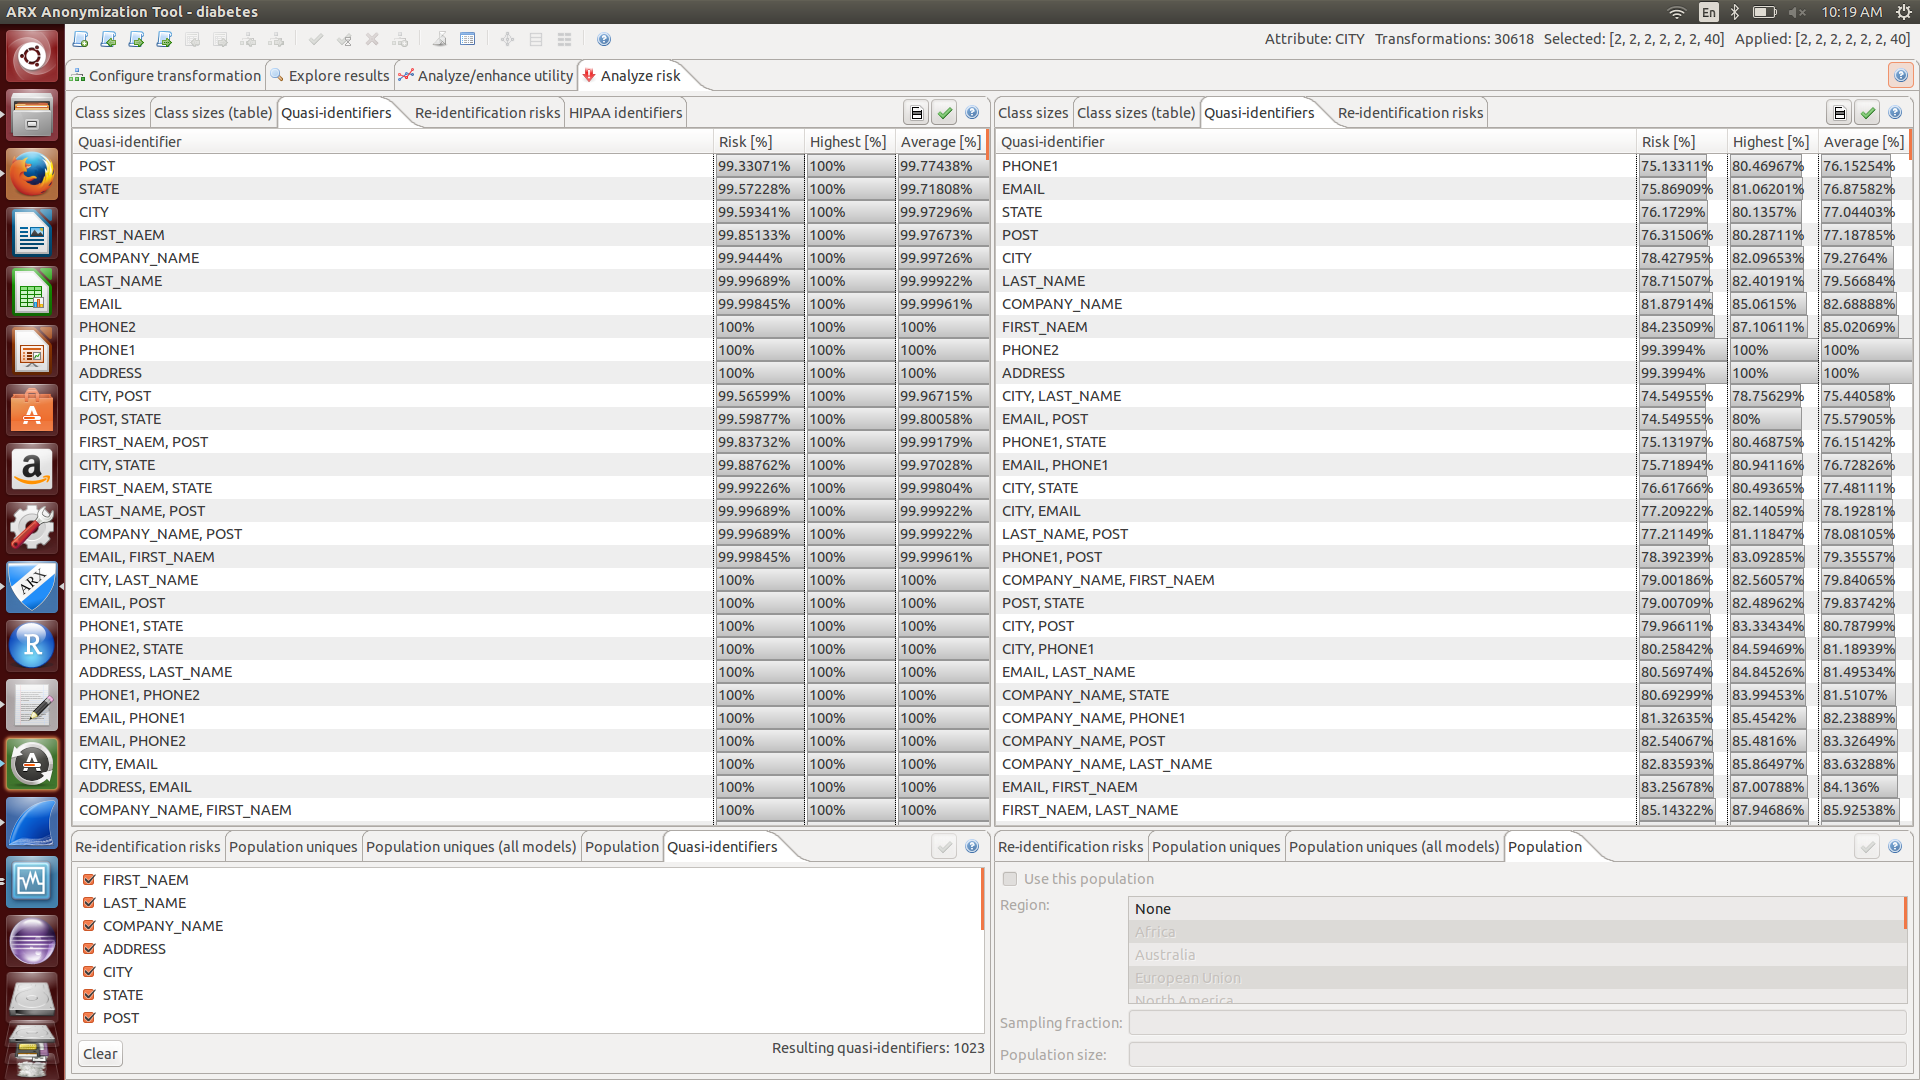 ARX Anonymization Tool - diabetes
En 10:19 AM
Attribute: CITY Transformations: 30618 Selected: [2, 2, 2, 2, 2, 2, 40] Applied: [2, 2, 2, 2, 2, 2, 40]
Configure transformation Explore results Analyze/enhance utility Analyze risk
Class sizes Class sizes (table) Quasi-identifiers Re-identification risks HIPAA identifiers
Quasi-identifier Risk [%] Highest [%] Average [%]
POST 99.33071% 100% 99.77438%
STATE 99.57228% 100% 99.71808%
CITY 99.59341% 100% 99.97296%
FIRST_NAEM 99.85133% 100% 99.97673%
COMPANY_NAME 99.9444% 100% 99.99726%
LAST_NAME 99.99689% 100% 99.99922%
EMAIL 99.99845% 100% 99.99961%
PHONE2 100% 100% 100%
PHONE1 100% 100% 100%
ADDRESS 100% 100% 100%
CITY, POST 99.56599% 100% 99.96715%
POST, STATE 99.59877% 100% 99.80058%
FIRST_NAEM, POST 99.83732% 100% 99.99179%
CITY, STATE 99.88762% 100% 99.97028%
FIRST_NAEM, STATE 99.99226% 100% 99.99804%
LAST_NAME, POST 99.99689% 100% 99.99922%
COMPANY_NAME, POST 99.99689% 100% 99.99922%
EMAIL, FIRST_NAEM 99.99845% 100% 99.99961%
CITY, LAST_NAME 100% 100% 100%
EMAIL, POST 100% 100% 100%
PHONE1, STATE 100% 100% 100%
PHONE2, STATE 100% 100% 100%
ADDRESS, LAST_NAME 100% 100% 100%
PHONE1, PHONE2 100% 100% 100%
EMAIL, PHONE1 100% 100% 100%
EMAIL, PHONE2 100% 100% 100%
CITY, EMAIL 100% 100% 100%
ADDRESS, EMAIL 100% 100% 100%
COMPANY_NAME, FIRST_NAEM 100% 100% 100%
Class sizes Class sizes (table) Quasi-identifiers Re-identification risks
Quasi-identifier Risk [%] Highest [%] Average [%]
PHONE1 75.13311% 80.46967% 76.15254%
EMAIL 75.86909% 81.06201% 76.87582%
STATE 76.1729% 80.1357% 77.04403%
POST 76.31506% 80.28711% 77.18785%
CITY 78.42795% 82.09653% 79.2764%
LAST_NAME 78.71507% 82.40191% 79.56684%
COMPANY_NAME 81.87914% 85.0615% 82.68888%
FIRST_NAEM 84.23509% 87.10611% 85.02069%
PHONE2 99.3994% 100% 100%
ADDRESS 99.3994% 100% 100%
CITY, LAST_NAME 74.54955% 78.75629% 75.44058%
EMAIL, POST 74.54955% 80% 75.57905%
PHONE1, STATE 75.13197% 80.46875% 76.15142%
EMAIL, PHONE1 75.71894% 80.94116% 76.72826%
CITY, STATE 76.61766% 80.49365% 77.48111%
CITY, EMAIL 77.20922% 82.14059% 78.19281%
LAST_NAME, POST 77.21149% 81.11847% 78.08105%
PHONE1, POST 78.39239% 83.09285% 79.35557%
COMPANY_NAME, FIRST_NAEM 79.00186% 82.56057% 79.84065%
POST, STATE 79.00709% 82.48962% 79.83742%
CITY, POST 79.96611% 83.33434% 80.78799%
CITY, PHONE1 80.25842% 84.59469% 81.18939%
EMAIL, LAST_NAME 80.56974% 84.84526% 81.49534%
COMPANY_NAME, STATE 80.69299% 83.99453% 81.5107%
COMPANY_NAME, PHONE1 81.32635% 85.4542% 82.23889%
COMPANY_NAME, POST 82.54067% 85.4816% 83.32649%
COMPANY_NAME, LAST_NAME 82.83593% 85.86497% 83.63288%
EMAIL, FIRST_NAEM 83.25678% 87.00788% 84.136%
FIRST_NAEM, LAST_NAME 85.14322% 87.94686% 85.92538%
Re-identification risks Population uniques Population uniques (all models) Population Quasi-identifiers
FIRST_NAEM
LAST_NAME
COMPANY_NAME
ADDRESS
CITY
STATE
POST
Clear Resulting quasi-identifiers: 1023
Re-identification risks Population uniques Population uniques (all models) Population
Use this population
Region: None
Africa
Australia
European Union
North America
Sampling fraction:
Population size:
ARX
R